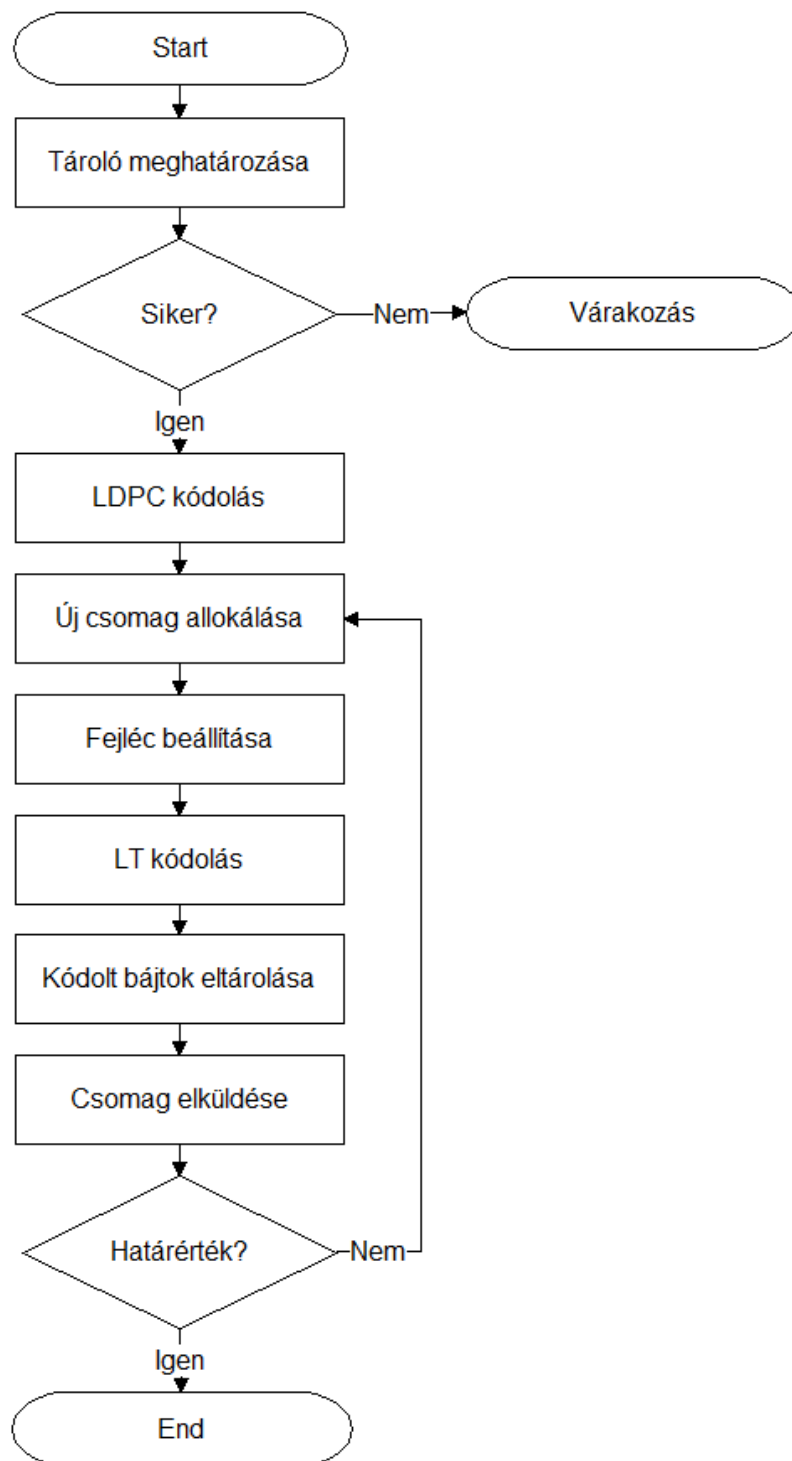 Start
Tároló meghatározása
Siker?
Nem
Várakozás
Igen
LDPC kódolás
Új csomag allokálása
Fejléc beállítása
LT kódolás
Kódolt bájtok eltárolása
Csomag elküldése
Határérték?
Nem
Igen
End